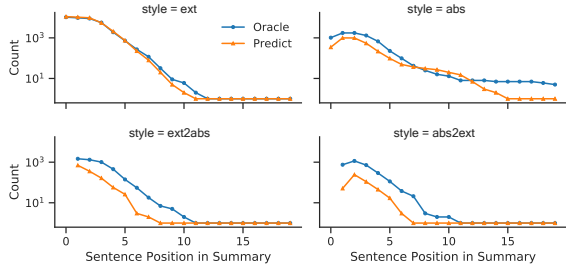 style = ext
style = abs
Count
10³
10¹
Oracle
Predict
style = ext2abs
style = abs2ext
Count
10³
10¹
0 5 10 15
0 5 10 15
Sentence Position in Summary
Sentence Position in Summary